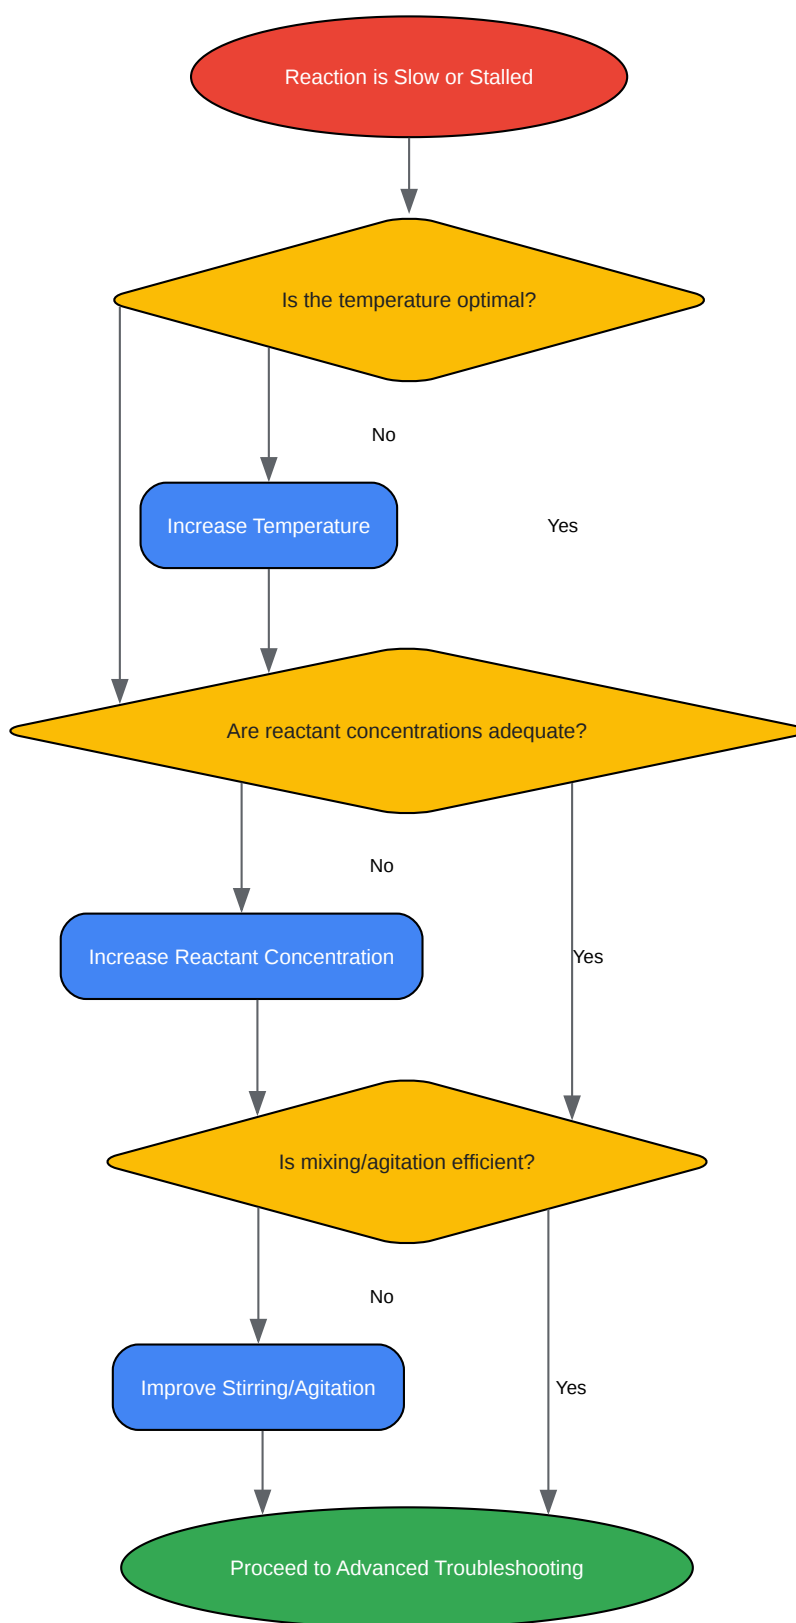 Reaction is Slow or Stalled
Is the temperature optimal?
No
Increase Temperature
Yes
Are reactant concentrations adequate?
No
Increase Reactant Concentration
Yes
Is mixing/agitation efficient?
No
Improve Stirring/Agitation
Yes
Proceed to Advanced Troubleshooting